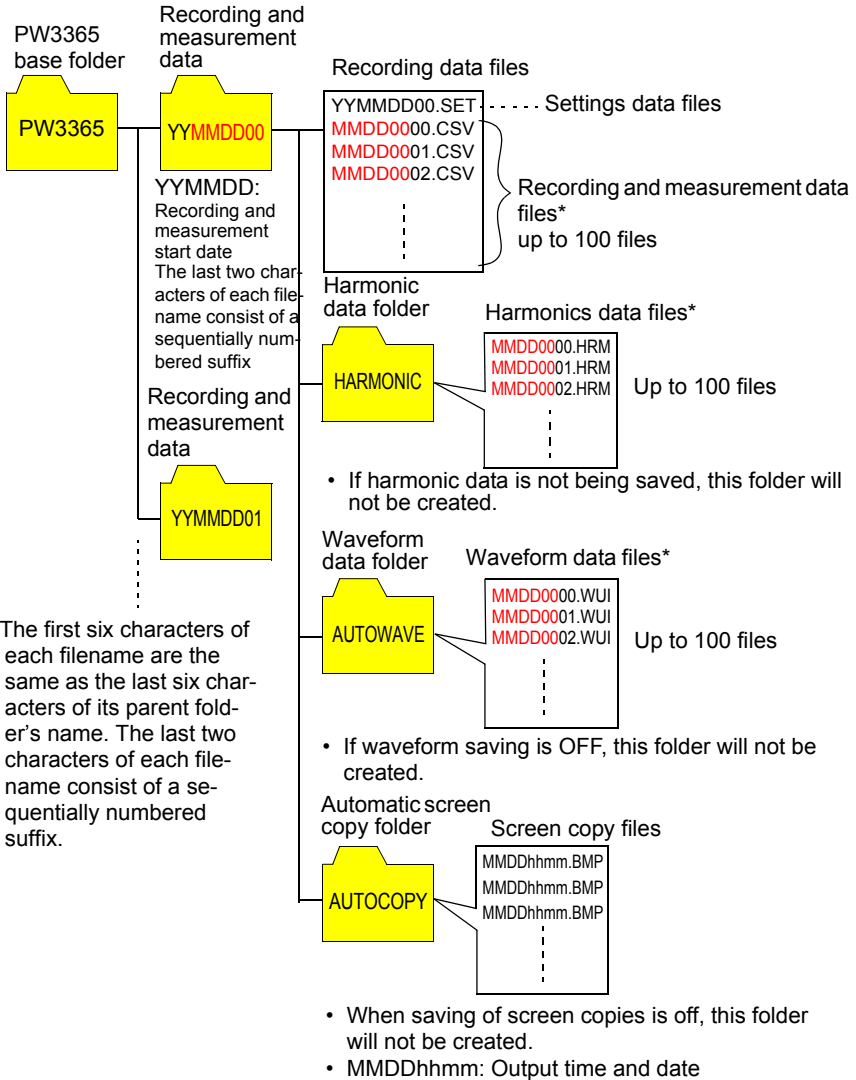 PW3365
base folder
Recording and
measurement
data
Recording data files
PW3365
YYMMDD00
YYMMDD00.SET
Settings data files
MMDD0000.CSV
MMDD0001.CSV
MMDD0002.CSV
Recording and measurement data
files*
up to 100 files
YYMMDD:
Recording and
measurement
start date
The last two char-
acters of each file-
name consist of a
sequentially num-
bered suffix
Harmonic
data folder
Harmonics data files*
HARMONIC
MMDD0000.HRM
MMDD0001.HRM
MMDD0002.HRM
Up to 100 files
• If harmonic data is not being saved, this folder will
not be created.
Recording and
measurement
data
YYMMDD01
Waveform
data folder
Waveform data files*
AUTOWAVE
MMDD0000.WUI
MMDD0001.WUI
MMDD0002.WUI
Up to 100 files
• If waveform saving is OFF, this folder will not be
created.
The first six characters of
each filename are the
same as the last six char-
acters of its parent fold-
er's name. The last two
characters of each file-
name consist of a se-
quentially numbered
suffix.
Automatic screen
copy folder
Screen copy files
AUTOCOPY
MMDDhhmm.BMP
MMDDhhmm.BMP
MMDDhhmm.BMP
• When saving of screen copies is off, this folder
will not be created.
• MMDDhhmm: Output time and date